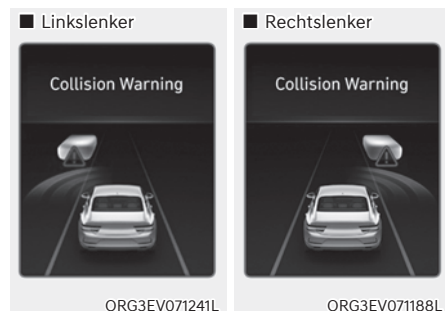 ■ Linkslenker
Collision Warning
ORG3EV071241L
■ Rechtslenker
Collision Warning
ORG3EV071188L